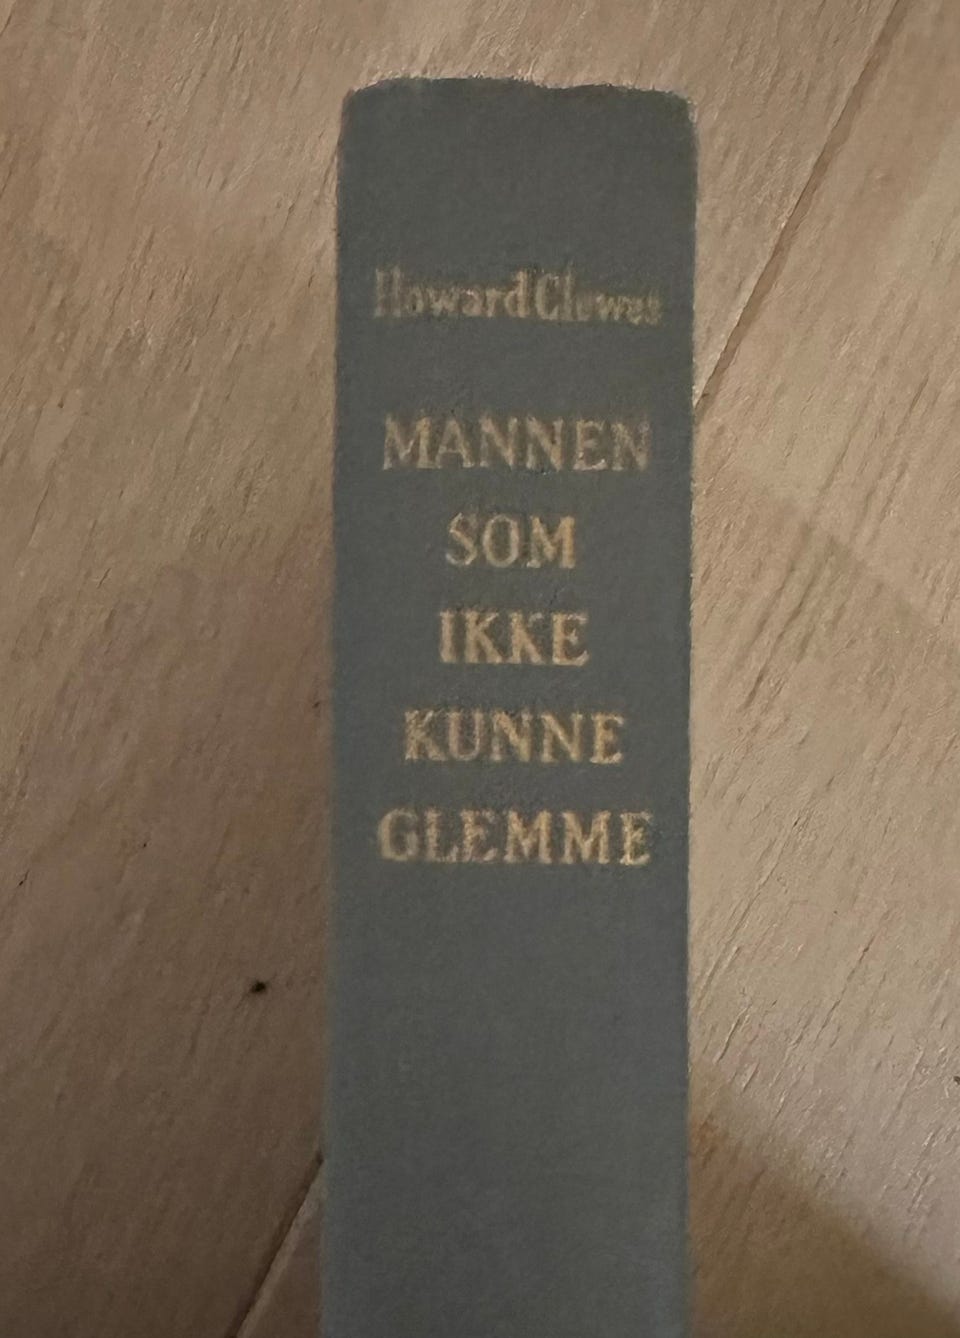 Howard Clewes
MANNEN
SOM
IKKE
KUNNE
GLEMME